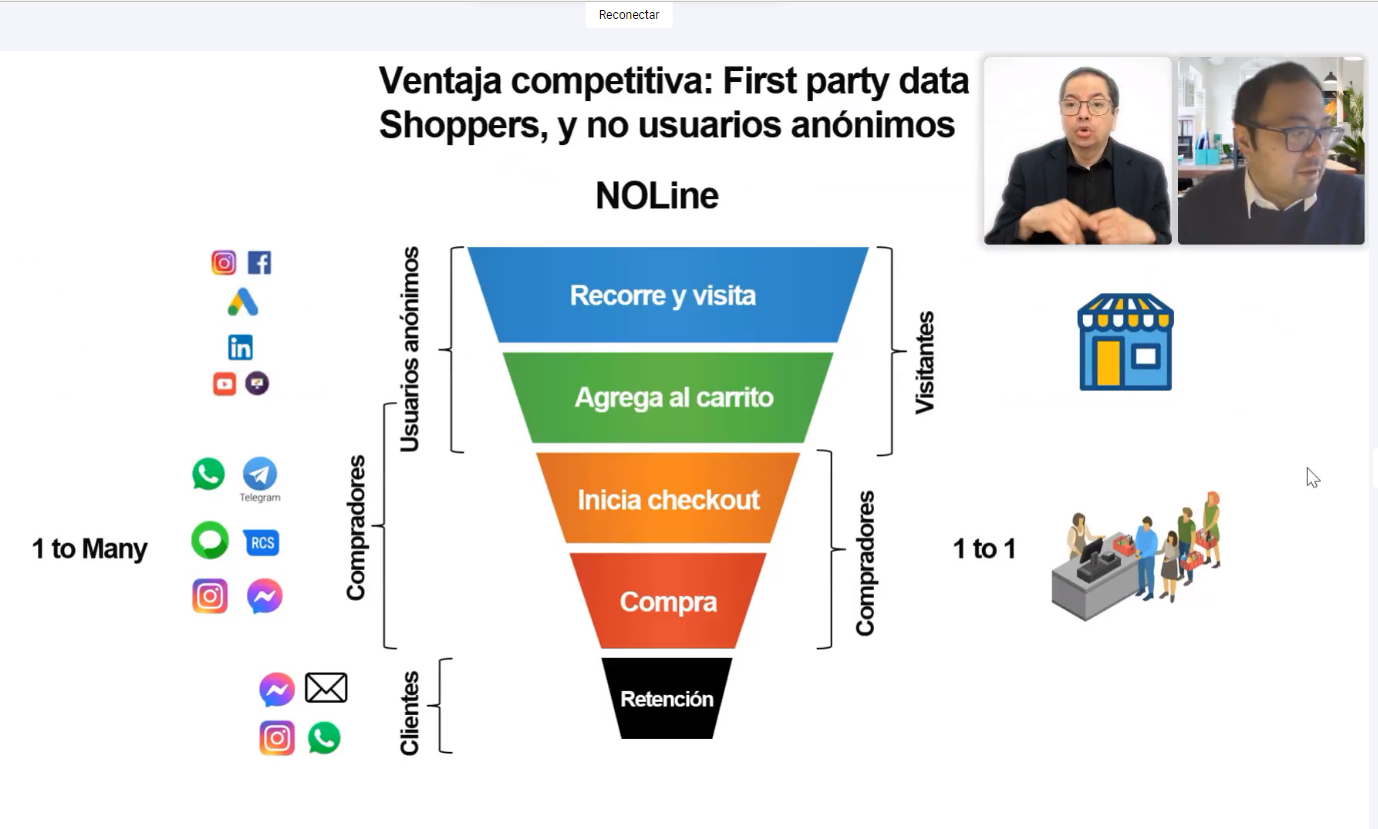 Reconectar
Ventaja competitiva: First party data
Shoppers, y no usuarios anónimos
NOLine
Usuarios anónimos
Recorre y visita
Visitantes
Agrega al carrito
Compradores
Telegram
Inicia checkout
Compradores
1 to Many
RCS
1 to 1
Compra
Clientes
Retención